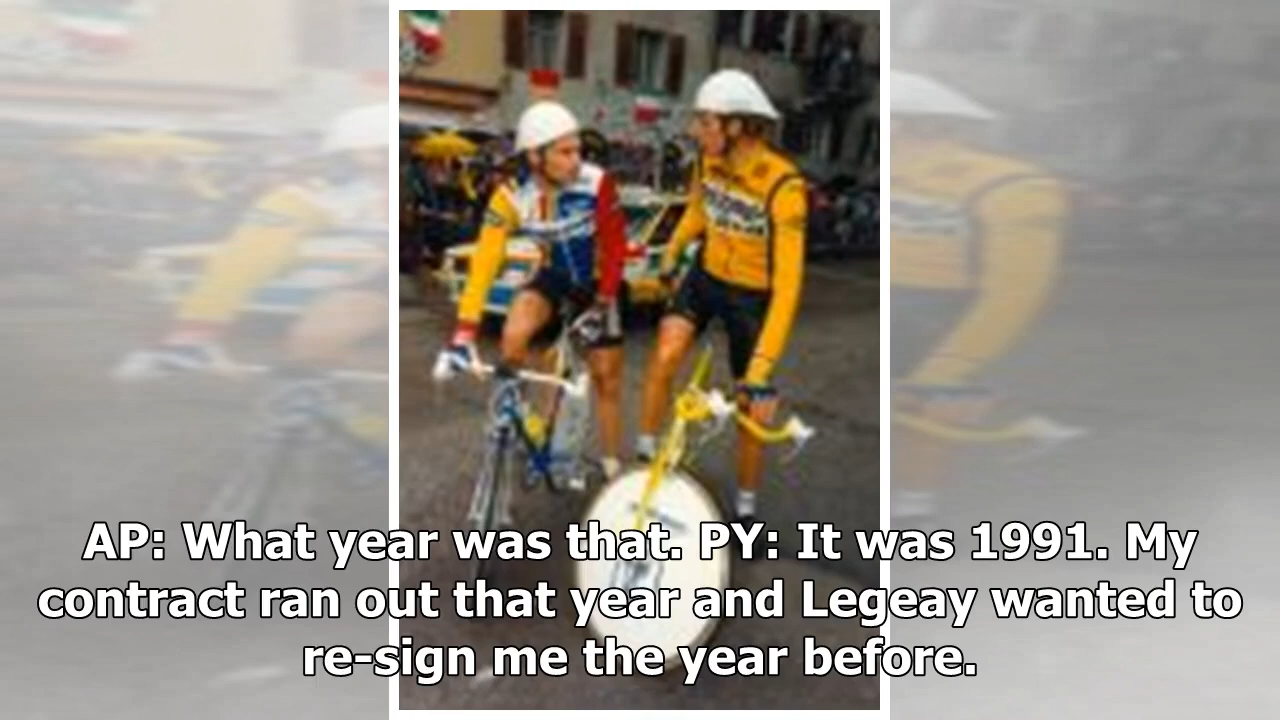 AP: What year was that. PY: It was 1991. My
contract ran out that year and Legeay wanted to
re-sign me the year before.